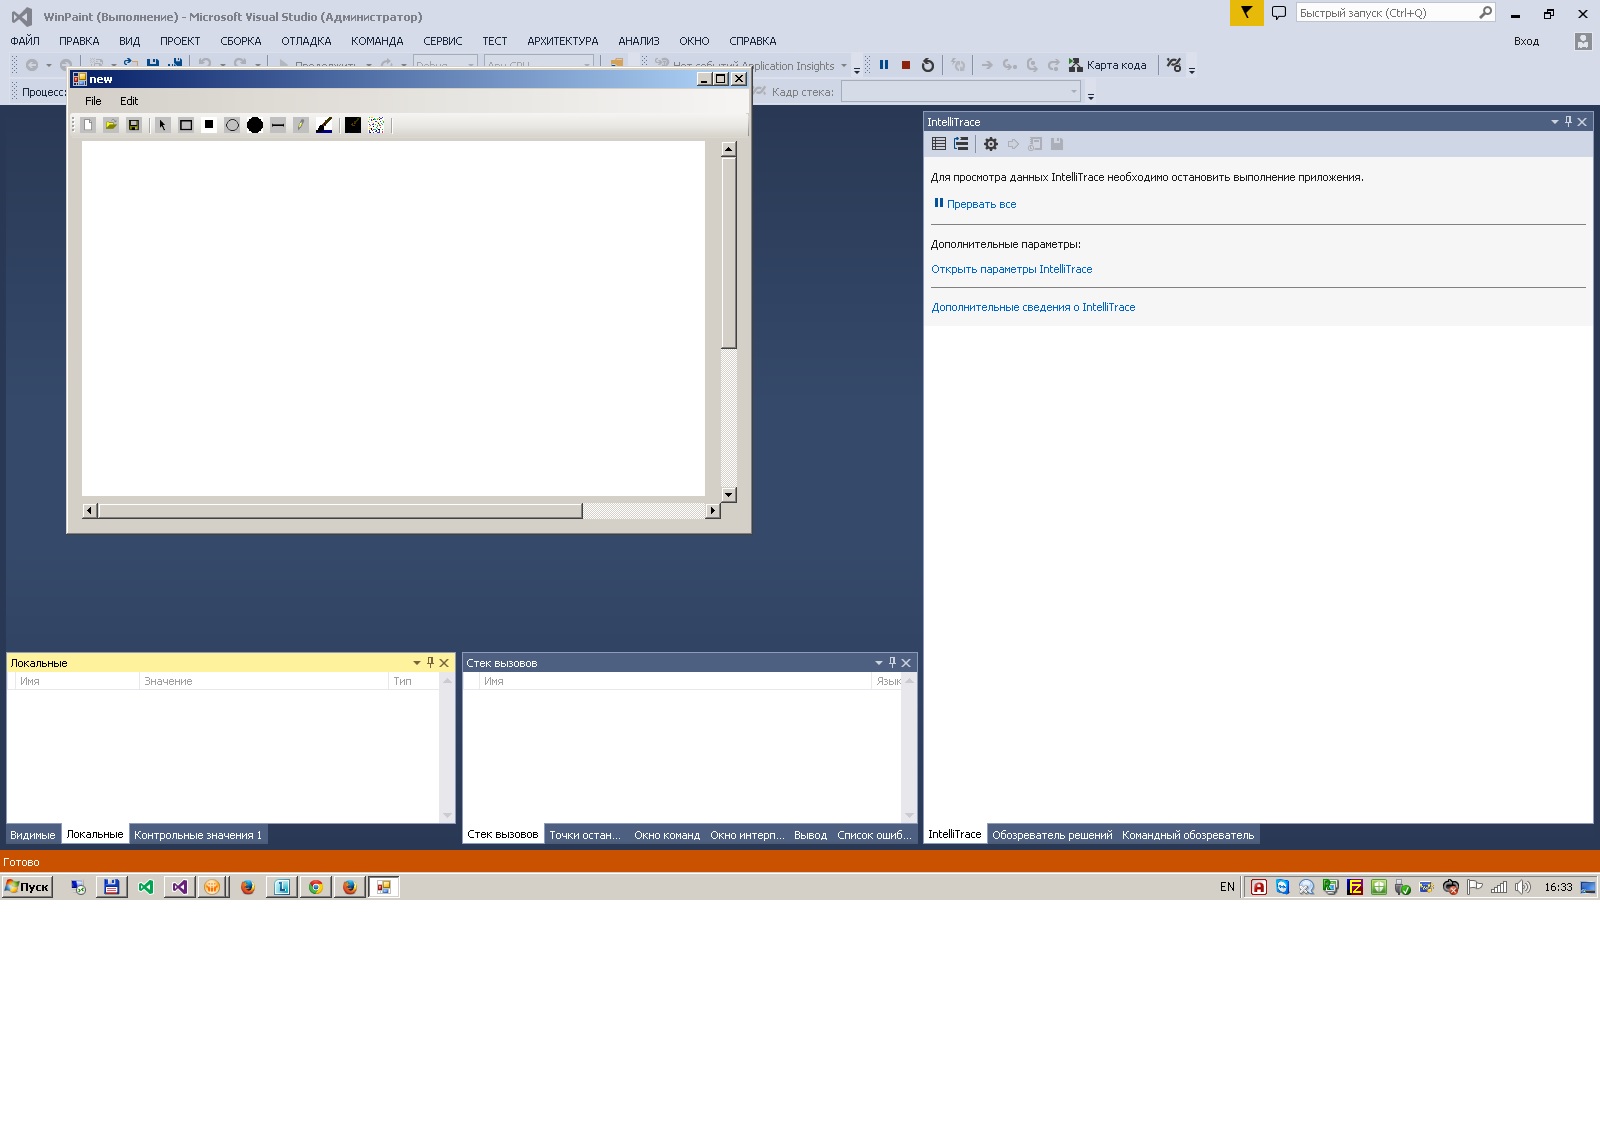 WinPaint (Выполнение) - Microsoft Visual Studio (Администратор)
Быстрый запуск (Ctrl+Q)
ФАЙЛ ПРАВКА ВИД ПРОЕКТ СБОРКА ОТЛАДКА КОМАНДА СЕРВИС ТЕСТ АРХИТЕКТУРА АНАЛИЗ ОКНО СПРАВКА
Вход
Application Insights
Карта кода
Процесс:
Кадр стека:
new
File Edit
IntelliTrace
Для просмотра данных IntelliTrace необходимо остановить выполнение приложения.
Прервать все
Дополнительные параметры:
Открыть параметры IntelliTrace
Дополнительные сведения о IntelliTrace
Локальные
Имя Значение Тип
Видимые Локальные Контрольные значения 1
Стек вызовов
Имя Язык
Стек вызовов Точки остан... Окно команд Окно интерп... Вывод Список ошиб...
IntelliTrace Обозреватель решений Командный обозреватель
Готово
Пуск
EN
16:33